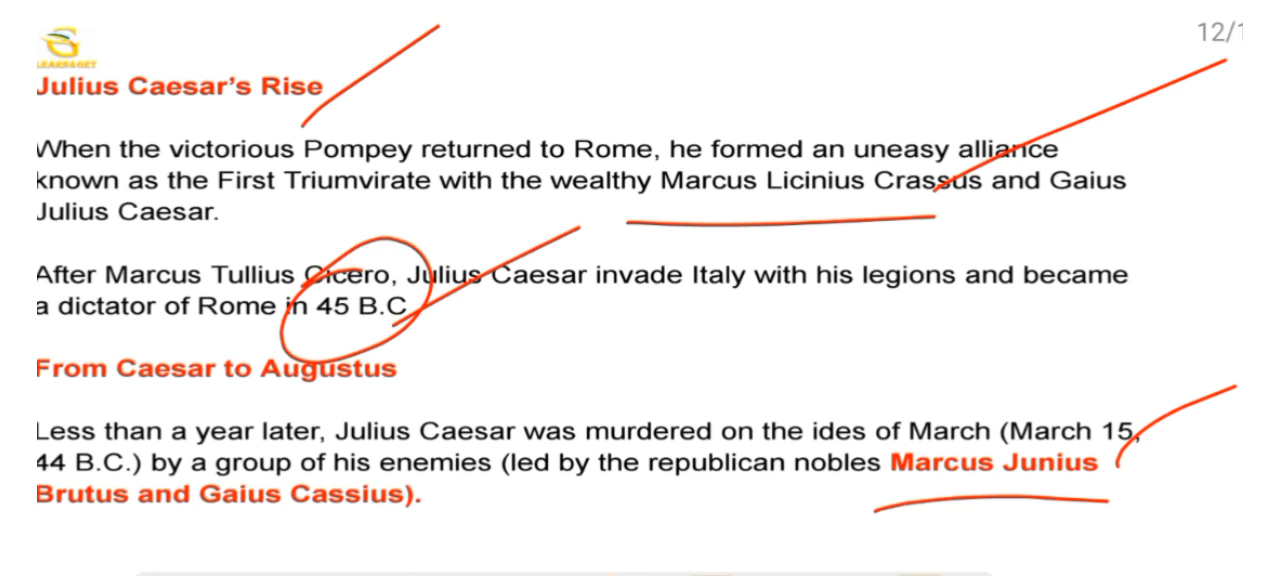 12/1
LEARN&GET
Julius Caesar's Rise
When the victorious Pompey returned to Rome, he formed an uneasy alliance
known as the First Triumvirate with the wealthy Marcus Licinius Crassus and Gaius
Julius Caesar.
After Marcus Tullius Cicero, Julius Caesar invade Italy with his legions and became
a dictator of Rome in 45 B.C
From Caesar to Augustus
Less than a year later, Julius Caesar was murdered on the ides of March (March 15,
44 B.C.) by a group of his enemies (led by the republican nobles Marcus Junius
Brutus and Gaius Cassius).